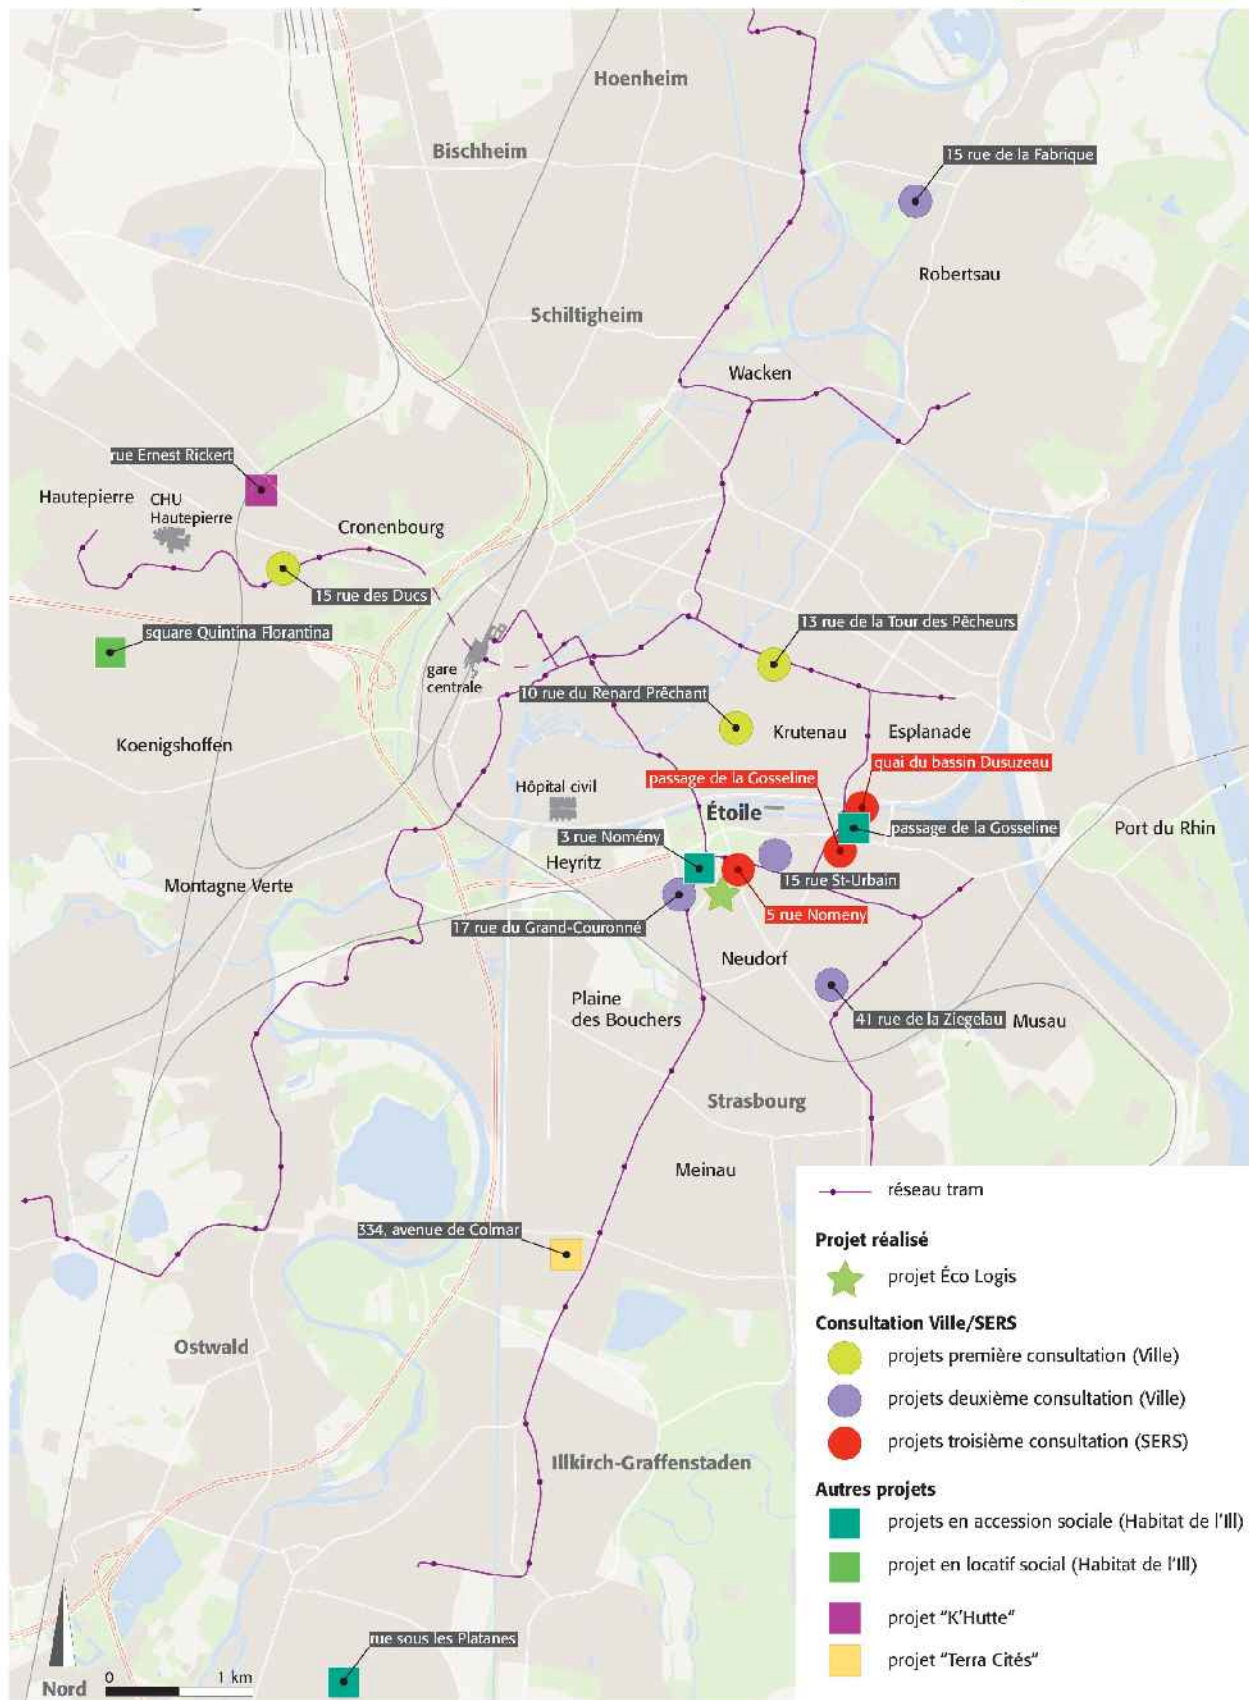 Hoenheim
Bischheim
15 rue de la Fabrique
Robertsau
Schiltigheim
Wacken
rue Ernest Rickert
Hautepierre
CHU
Hautepierre
Cronenbourg
15 rue des Ducs
square Quintina Florantina
13 rue de la Tour des Pêcheurs
gare
centrale
10 rue du Renard Prêchant
Koenigshoffen
Krutenau
Esplanade
quai du bassin Dusuzeau
passage de la Gosseline
Hôpital civil
Étoile
passage de la Gosseline
Port du Rhin
3 rue Nomény
Heyritz
15 rue St-Urbain
Montagne Verte
5 rue Nomeny
17 rue du Grand-Couronné
Neudorf
Plaine
des Bouchers
41 rue de la Ziegelau
Musau
Strasbourg
Meinau
334, avenue de Colmar
Ostwald
Illkirch-Graffenstaden
rue sous les Platanes
Nord
0
1 km
réseau tram
Projet réalisé
projet Éco Logis
Consultation Ville/SERS
projets première consultation (Ville)
projets deuxième consultation (Ville)
projets troisième consultation (SERS)
Autres projets
projets en accession sociale (Habitat de l'Ill)
projet en locatif social (Habitat de l'Ill)
projet "K'Hutte"
projet "Terra Cités"